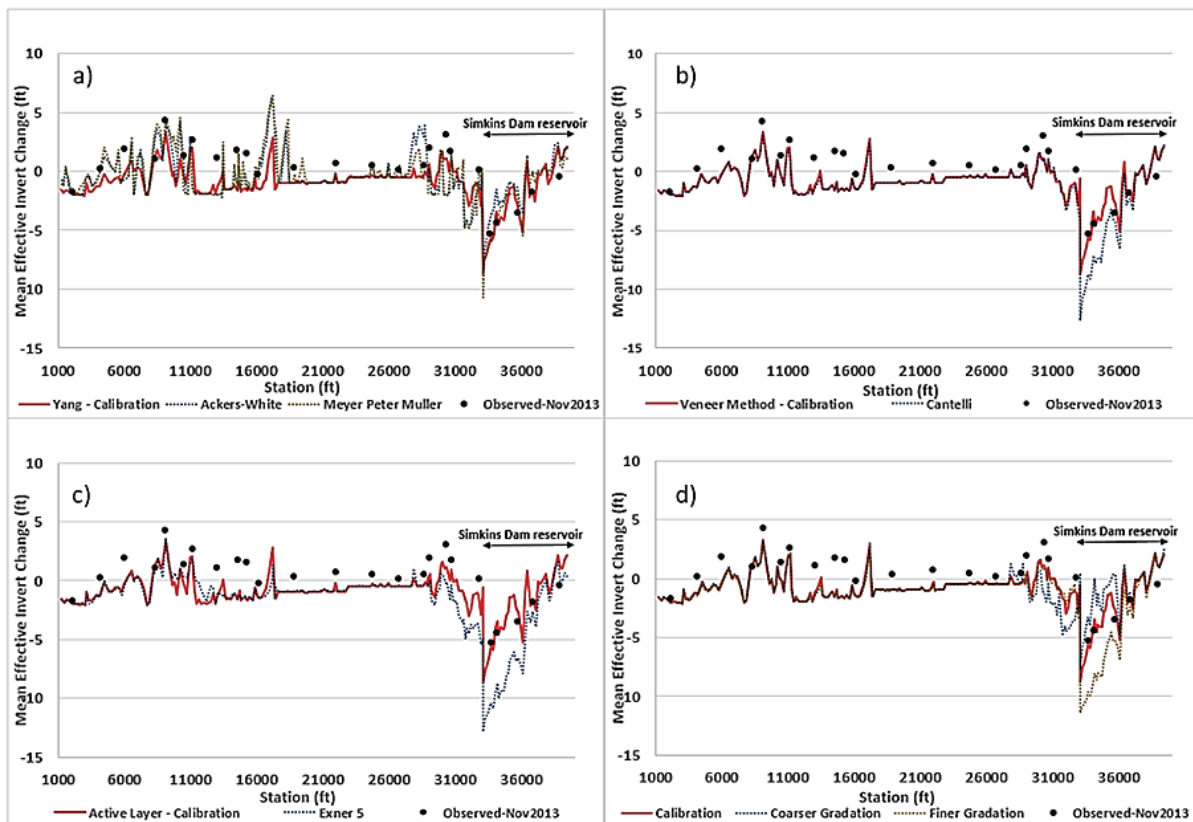 a)
Mean Effective Invert Change (ft)
10
5
0
-5
-10
-15
Simkins Dam reservoir
1000 6000 11000 16000 21000 26000 31000 36000
Station (ft)
Yang - Calibration Ackers-White Meyer Peter Muller Observed-Nov2013
b)
Mean Effective Invert Change (ft)
10
5
0
-5
-10
-15
Simkins Dam reservoir
1000 6000 11000 16000 21000 26000 31000 36000
Station (ft)
Veneer Method - Calibration Cantelli Observed-Nov2013
c)
Mean Effective Invert Change (ft)
10
5
0
-5
-10
-15
Simkins Dam reservoir
1000 6000 11000 16000 21000 26000 31000 36000
Station (ft)
Active Layer - Calibration Exner 5 Observed-Nov2013
d)
Mean Effective Invert Change (ft)
10
5
0
-5
-10
-15
Simkins Dam reservoir
1000 6000 11000 16000 21000 26000 31000 36000
Station (ft)
Calibration Coarser Gradation Finer Gradation Observed-Nov2013